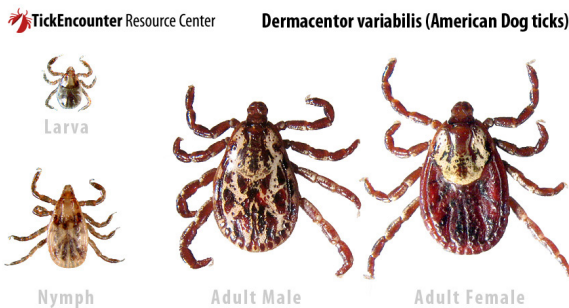 TickEncounter Resource Center
Dermacentor variabilis (American Dog ticks)
Larva
Nymph
Adult Male
Adult Female